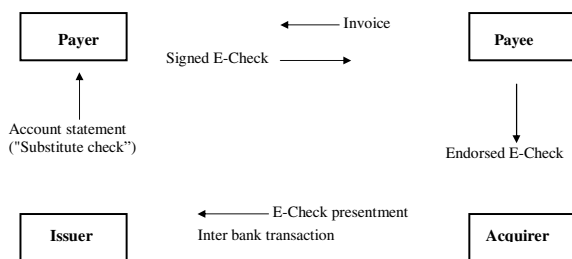 Invoice
Payer
Payee
Signed E-Check
Account statement
("Substitute check”)
Endorsed E-Check
E-Check presentment
Issuer
Inter bank transaction
Acquirer